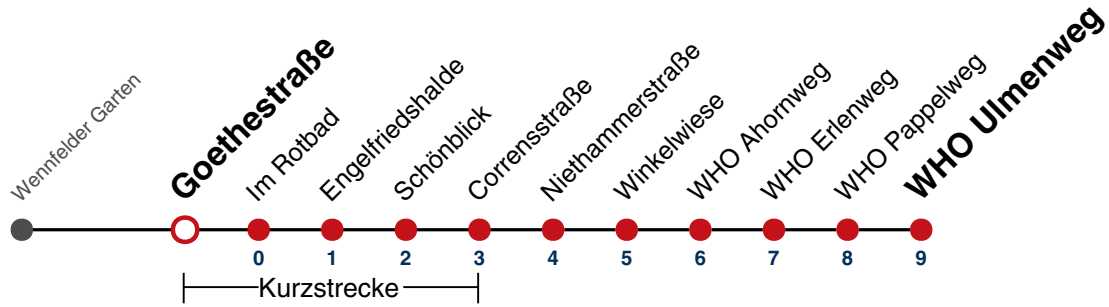 Wennfelder Garten
Goethestraße
Im Rotbad
Engelfriedshalde
Schönblick
Corrensstraße
Niethammerstraße
Winkelwiese
WHO Ahornweg
WHO Erlenweg
WHO Pappelweg
WHO Ulmenweg
0 1 2 3 4 5 6 7 8 9
Kurzstrecke